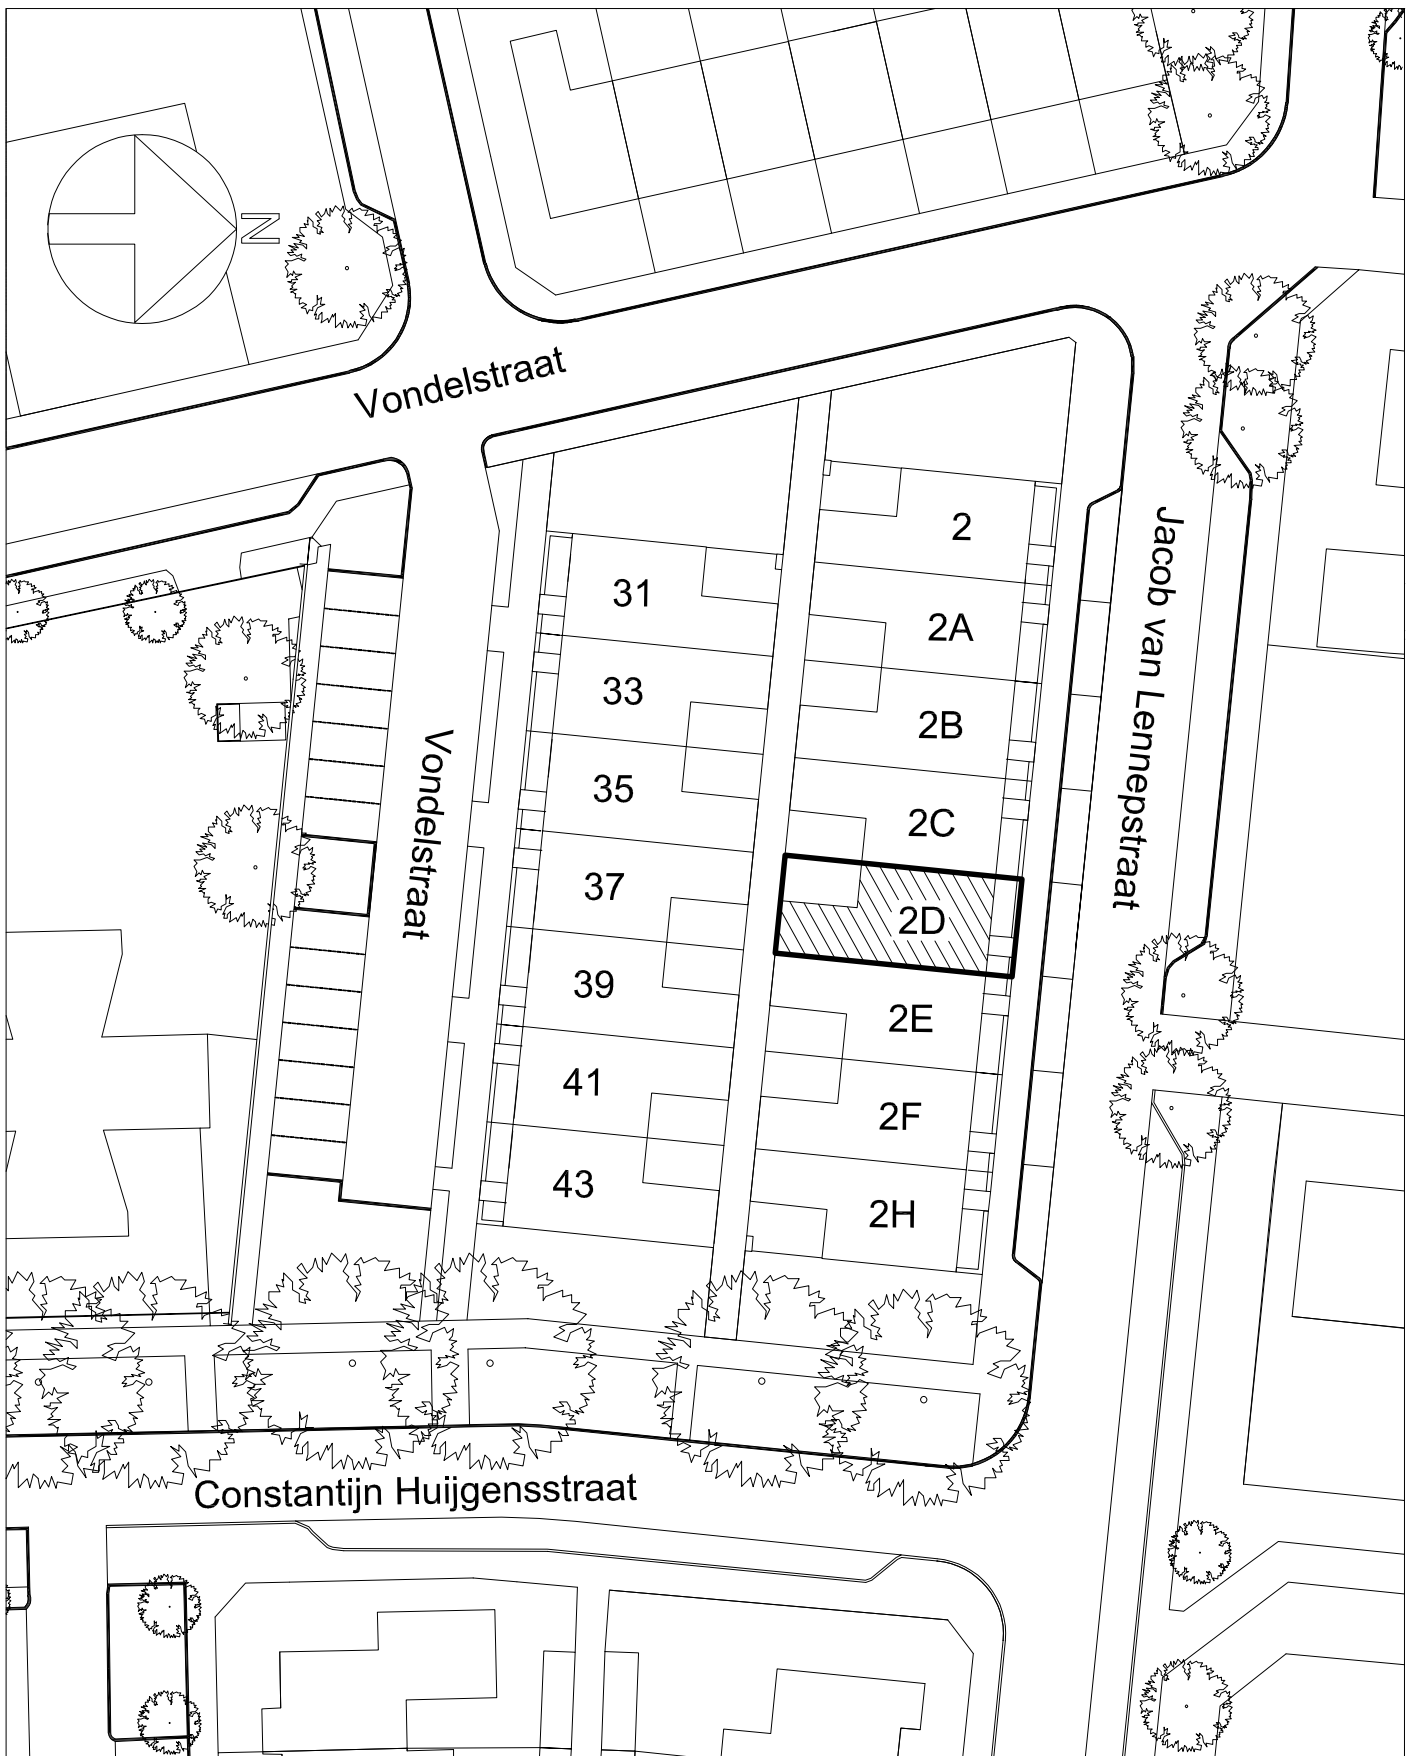 N
Vondelstraat
Vondelstraat
Jacob van Lennepstraat
Constantijn Huijgensstraat
31
33
35
37
39
41
43
2
2A
2B
2C
2D
2E
2F
2H